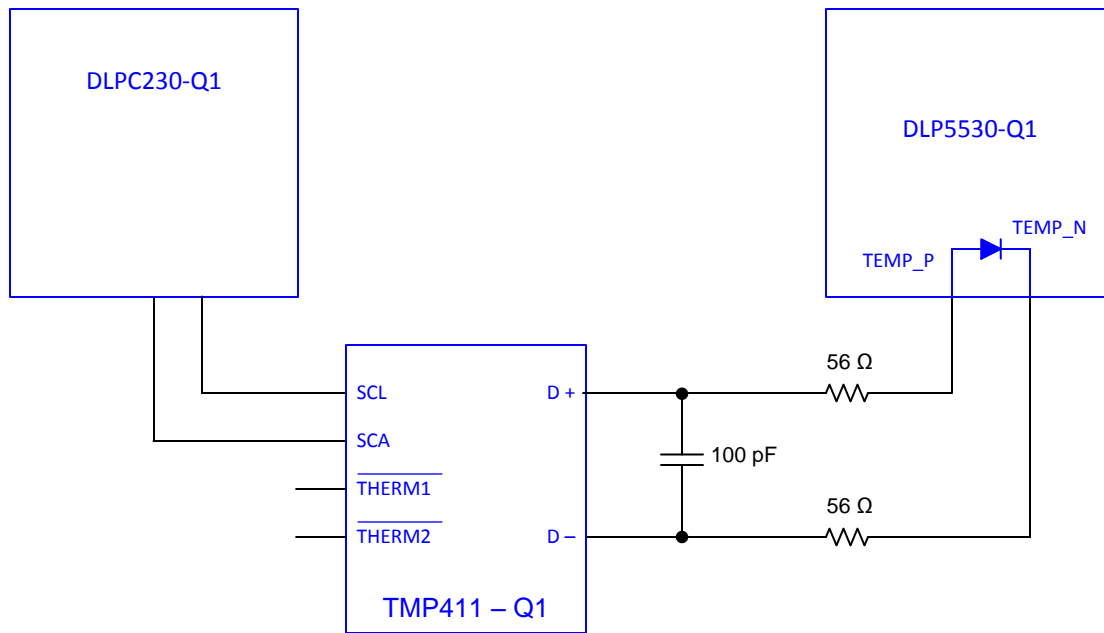 DLPC230-Q1
DLP5530-Q1
TEMP_N
TEMP_P
56 Ω
SCL
D +
SCA
100 pF
THERM1
56 Ω
THERM2
D –
TMP411 – Q1